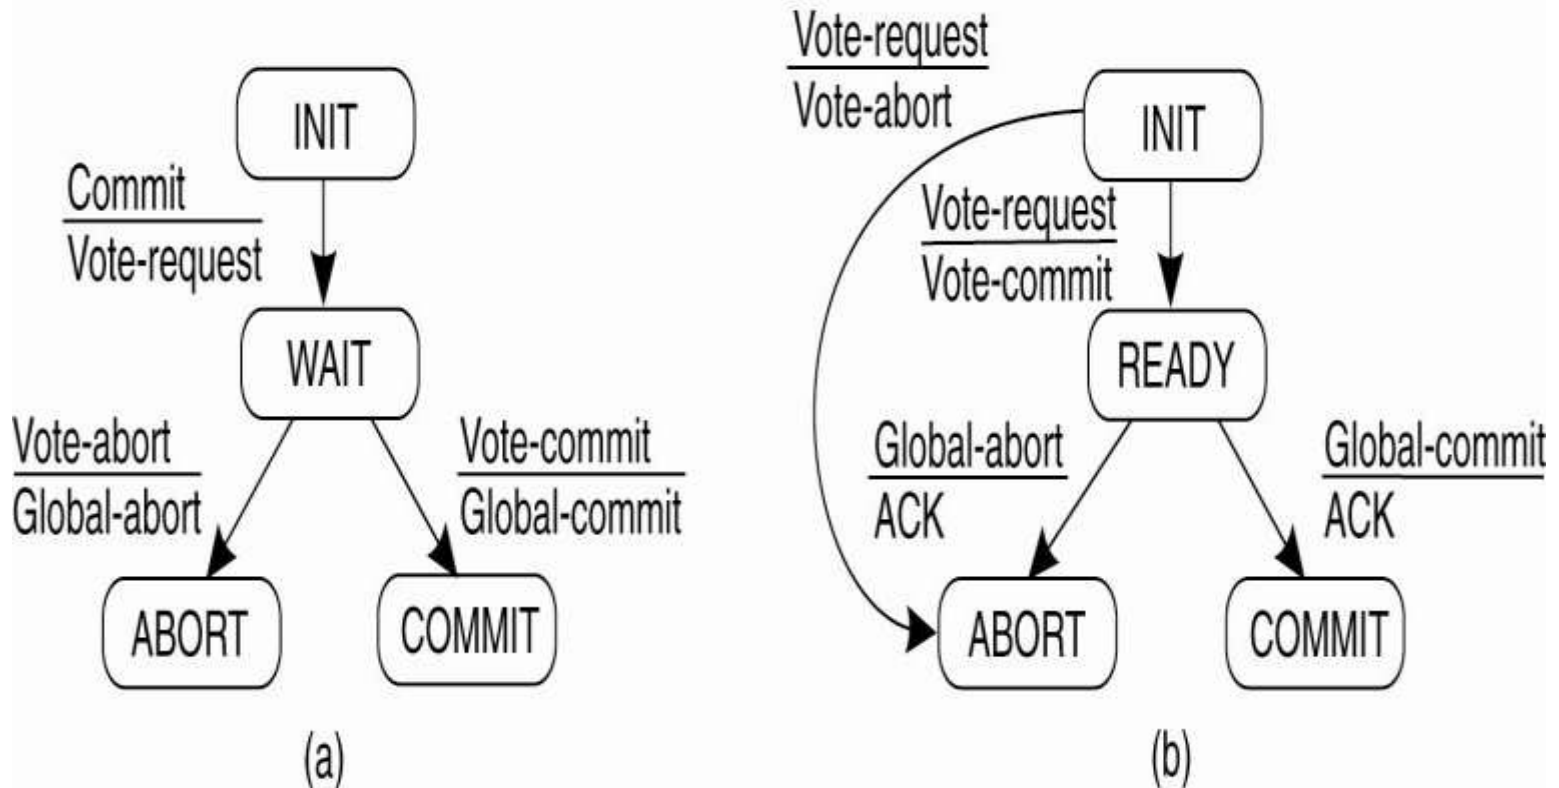 INIT
Commit
Vote-request
WAIT
Vote-abort
Global-abort
Vote-commit
Global-commit
ABORT
COMMIT
(a)
Vote-request
Vote-abort
INIT
Vote-request
Vote-commit
READY
Global-abort
ACK
Global-commit
ACK
ABORT
COMMIT
(b)